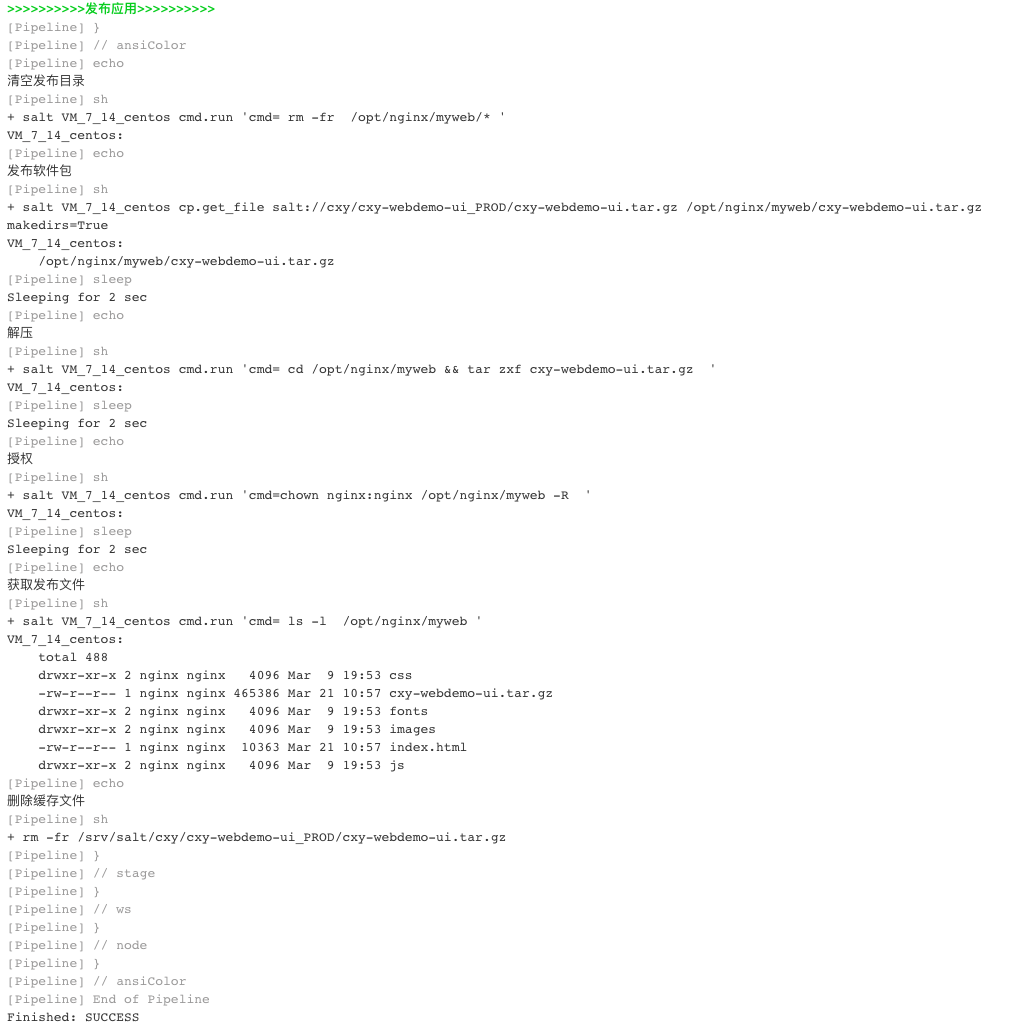 >>>>>>>>>>发布应用>>>>>>>>>>
[Pipeline] }
[Pipeline] // ansiColor
[Pipeline] echo
清空发布目录
[Pipeline] sh
+ salt VM_7_14_centos cmd.run 'cmd= rm -fr  /opt/nginx/myweb/* '
VM_7_14_centos:
[Pipeline] echo
发布软件包
[Pipeline] sh
+ salt VM_7_14_centos cp.get_file salt://cxy/cxy-webdemo-ui_PROD/cxy-webdemo-ui.tar.gz /opt/nginx/myweb/cxy-webdemo-ui.tar.gz
makedirs=True
VM_7_14_centos:
    /opt/nginx/myweb/cxy-webdemo-ui.tar.gz
[Pipeline] sleep
Sleeping for 2 sec
[Pipeline] echo
解压
[Pipeline] sh
+ salt VM_7_14_centos cmd.run 'cmd= cd /opt/nginx/myweb && tar zxf cxy-webdemo-ui.tar.gz  '
VM_7_14_centos:
[Pipeline] sleep
Sleeping for 2 sec
[Pipeline] echo
授权
[Pipeline] sh
+ salt VM_7_14_centos cmd.run 'cmd=chown nginx:nginx /opt/nginx/myweb -R  '
VM_7_14_centos:
[Pipeline] sleep
Sleeping for 2 sec
[Pipeline] echo
获取发布文件
[Pipeline] sh
+ salt VM_7_14_centos cmd.run 'cmd= ls -l  /opt/nginx/myweb '
VM_7_14_centos:
    total 488
    drwxr-xr-x 2 nginx nginx   4096 Mar  9 19:53 css
    -rw-r--r-- 1 nginx nginx 465386 Mar 21 10:57 cxy-webdemo-ui.tar.gz
    drwxr-xr-x 2 nginx nginx   4096 Mar  9 19:53 fonts
    drwxr-xr-x 2 nginx nginx   4096 Mar  9 19:53 images
    -rw-r--r-- 1 nginx nginx  10363 Mar 21 10:57 index.html
    drwxr-xr-x 2 nginx nginx   4096 Mar  9 19:53 js
[Pipeline] echo
删除缓存文件
[Pipeline] sh
+ rm -fr /srv/salt/cxy/cxy-webdemo-ui_PROD/cxy-webdemo-ui.tar.gz
[Pipeline] }
[Pipeline] // stage
[Pipeline] }
[Pipeline] // ws
[Pipeline] }
[Pipeline] // node
[Pipeline] }
[Pipeline] // ansiColor
[Pipeline] End of Pipeline
Finished: SUCCESS